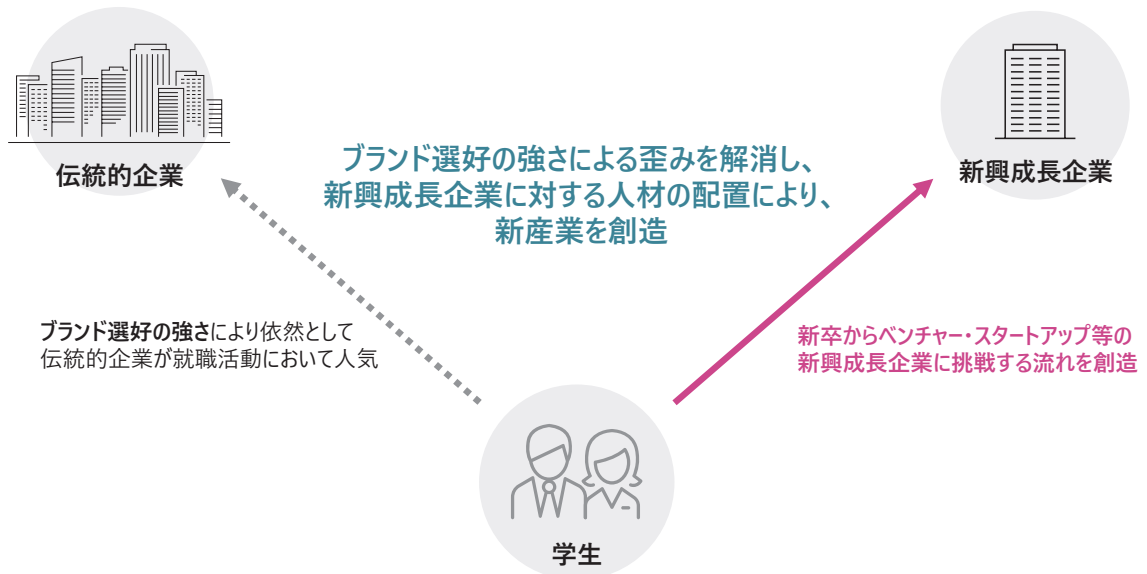 伝統的企業
ブランド選好の強さによる歪みを解消し、
新興成長企業に対する人材の配置により、
新産業を創造
新興成長企業
ブランド選好の強さにより依然として
伝統的企業が就職活動において人気
新卒からベンチャー・スタートアップ等の
新興成長企業に挑戦する流れを創造
学生